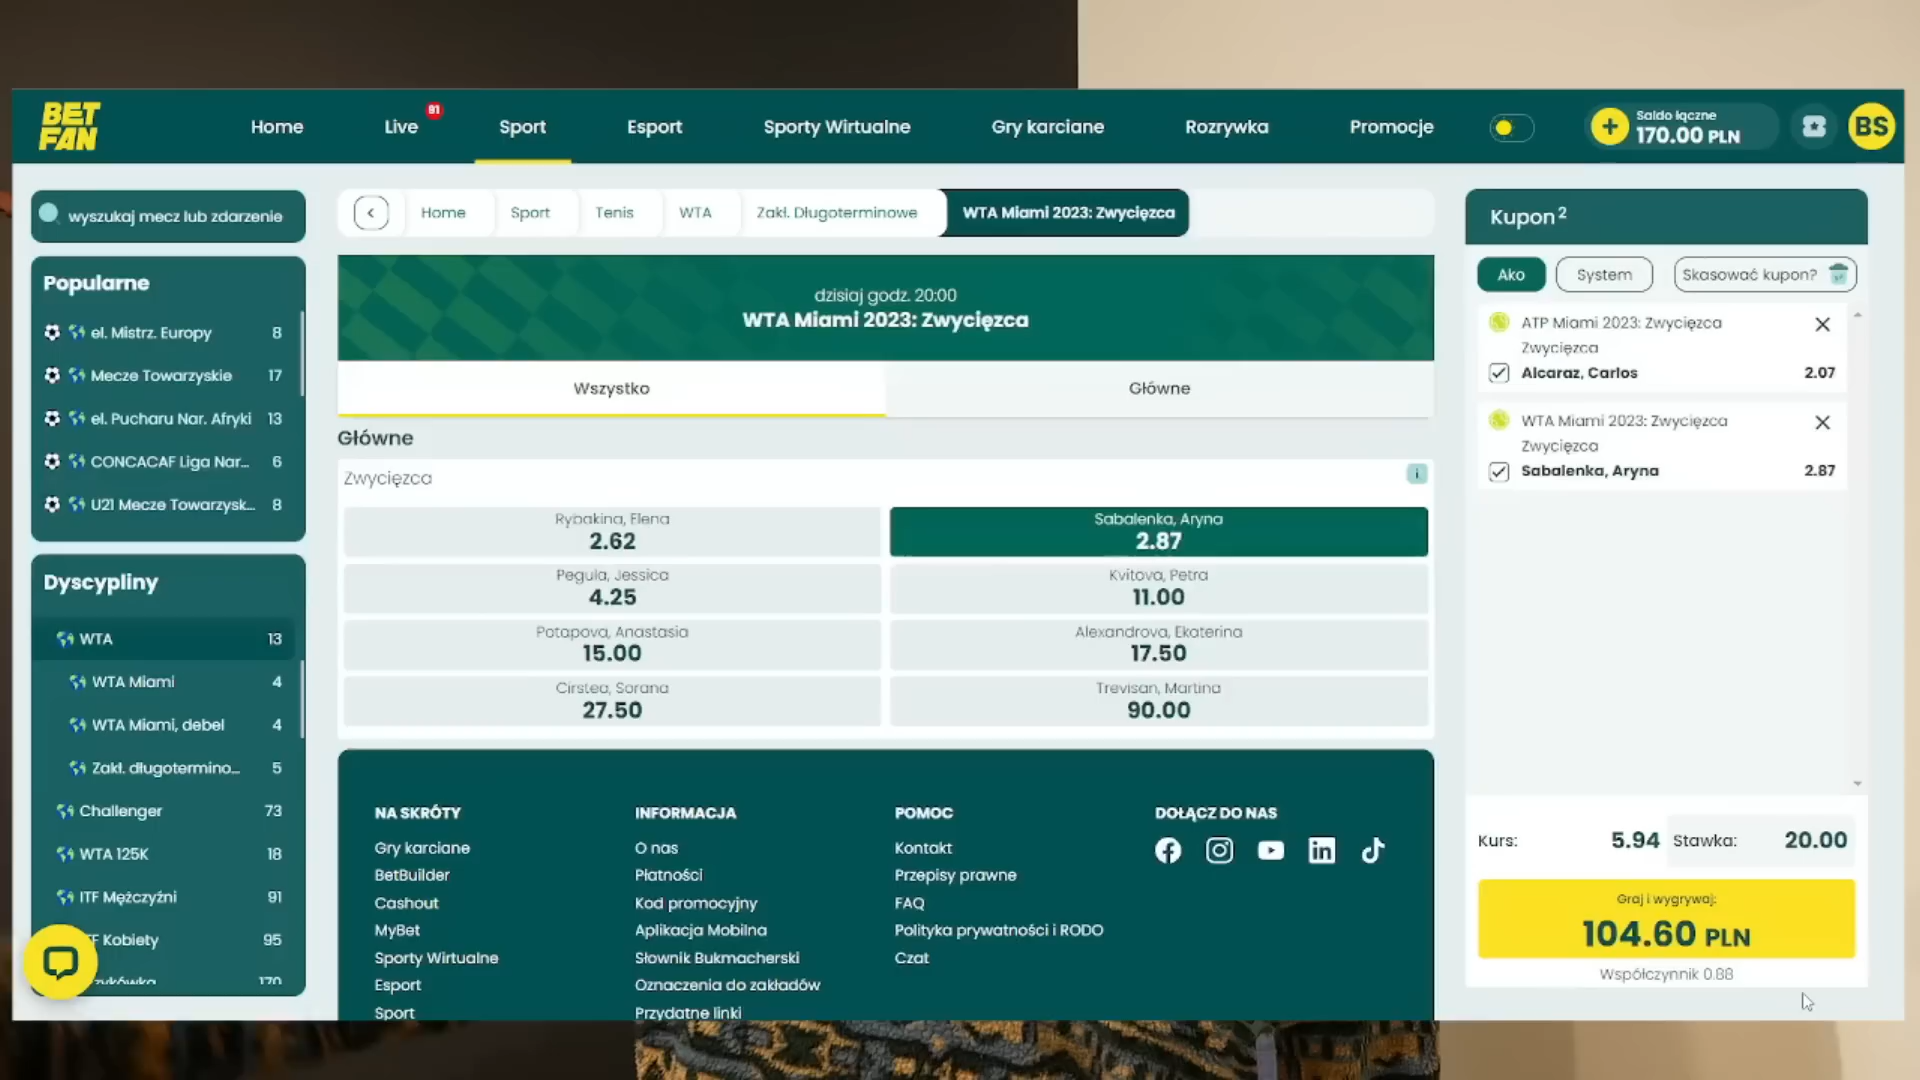 BET
FAN
Home
Live
91
Sport
Esport
Sporty Wirtualne
Gry karciane
Rozrywka
Promocje
Saldo łączne
170.00 PLN
BS
wyszukaj mecz lub zdarzenie
Popularne
el. Mistrz. Europy 8
Mecze Towarzyskie 17
el. Pucharu Nar. Afryki 13
CONCACAF Liga Nar... 6
U21 Mecze Towarzysk... 8
Dyscypliny
WTA 13
WTA Miami 4
WTA Miami, debel 4
Zakł. długotermino... 5
Challenger 73
WTA 125K 18
ITF Mężczyźni 91
F Kobiety 95
170
Home
Sport
Tenis
WTA
Zakł. Długoterminowe
WTA Miami 2023: Zwycięzca
dzisiaj godz. 20:00
WTA Miami 2023: Zwycięzca
Wszystko
Główne
Główne
Zwycięzca
i
Rybakina, Elena
2.62
Sabalenka, Aryna
2.87
Pegula, Jessica
4.25
Kvitova, Petra
11.00
Potapova, Anastasia
15.00
Alexandrova, Ekaterina
17.50
Cirstea, Sorana
27.50
Trevisan, Martina
90.00
NA SKRÓTY
Gry karciane
BetBuilder
Cashout
MyBet
Sporty Wirtualne
Esport
Sport
INFORMACJA
O nas
Płatności
Kod promocyjny
Aplikacja Mobilna
Słownik Bukmacherski
Oznaczenia do zakładów
Przydatne linki
POMOC
Kontakt
Przepisy prawne
FAQ
Polityka prywatności i RODO
Czat
DOŁĄCZ DO NAS
Kupon 2
Ako
System
Skasować kupon?
ATP Miami 2023: Zwycięzca
Zwycięzca
Alcaraz, Carlos 2.07
WTA Miami 2023: Zwycięzca
Zwycięzca
Sabalenka, Aryna 2.87
Kurs: 5.94 Stawka: 20.00
Graj i wygrywaj:
104.60 PLN
Współczynnik 0.88